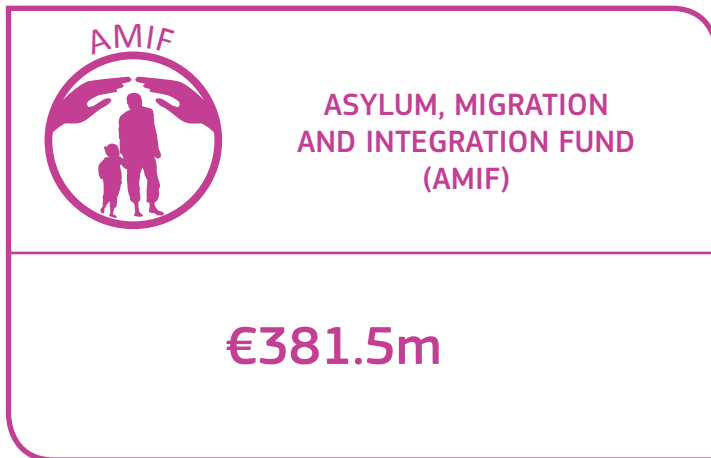 AMIF
ASYLUM, MIGRATION
AND INTEGRATION FUND
(AMIF)
€381.5m